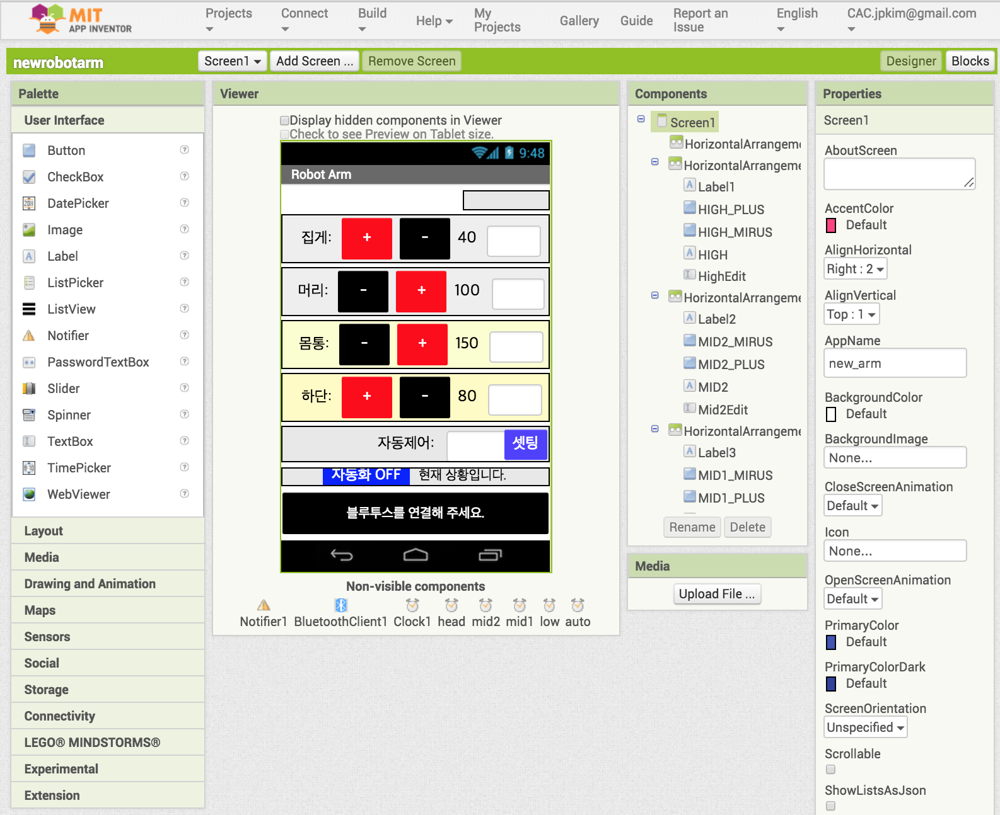 MIT
APP INVENTOR
Projects
Connect
Build
Help
My Projects
Gallery
Guide
Report an Issue
English
CAC.jpkim@gmail.com
newrobotarm
Screen1
Add Screen ...
Remove Screen
Designer
Blocks
Palette
User Interface
Button
CheckBox
DatePicker
Image
Label
ListPicker
ListView
Notifier
PasswordTextBox
Slider
Spinner
TextBox
TimePicker
WebViewer
Layout
Media
Drawing and Animation
Maps
Sensors
Social
Storage
Connectivity
LEGO® MINDSTORMS®
Experimental
Extension
Viewer
Display hidden components in Viewer
Check to see Preview on Tablet size.
9:48
Robot Arm
집게: + - 40
머리: - + 100
몸통: - + 150
하단: + - 80
자동제어: 셋팅
자동화 OFF 현재 상황입니다.
블루투스를 연결해 주세요.
Non-visible components
Notifier1 BluetoothClient1 Clock1 head mid2 mid1 low auto
Components
Screen1
HorizontalArrangeme
HorizontalArrangeme
Label1
HIGH_PLUS
HIGH_MIRUS
HIGH
HighEdit
HorizontalArrangeme
Label2
MID2_MIRUS
MID2_PLUS
MID2
Mid2Edit
HorizontalArrangeme
Label3
MID1_MIRUS
MID1_PLUS
Rename Delete
Media
Upload File ...
Properties
Screen1
AboutScreen
AccentColor
Default
AlignHorizontal
Right : 2
AlignVertical
Top : 1
AppName
new_arm
BackgroundColor
Default
BackgroundImage
None...
CloseScreenAnimation
Default
Icon
None...
OpenScreenAnimation
Default
PrimaryColor
Default
PrimaryColorDark
Default
ScreenOrientation
Unspecified
Scrollable
ShowListsAsJson